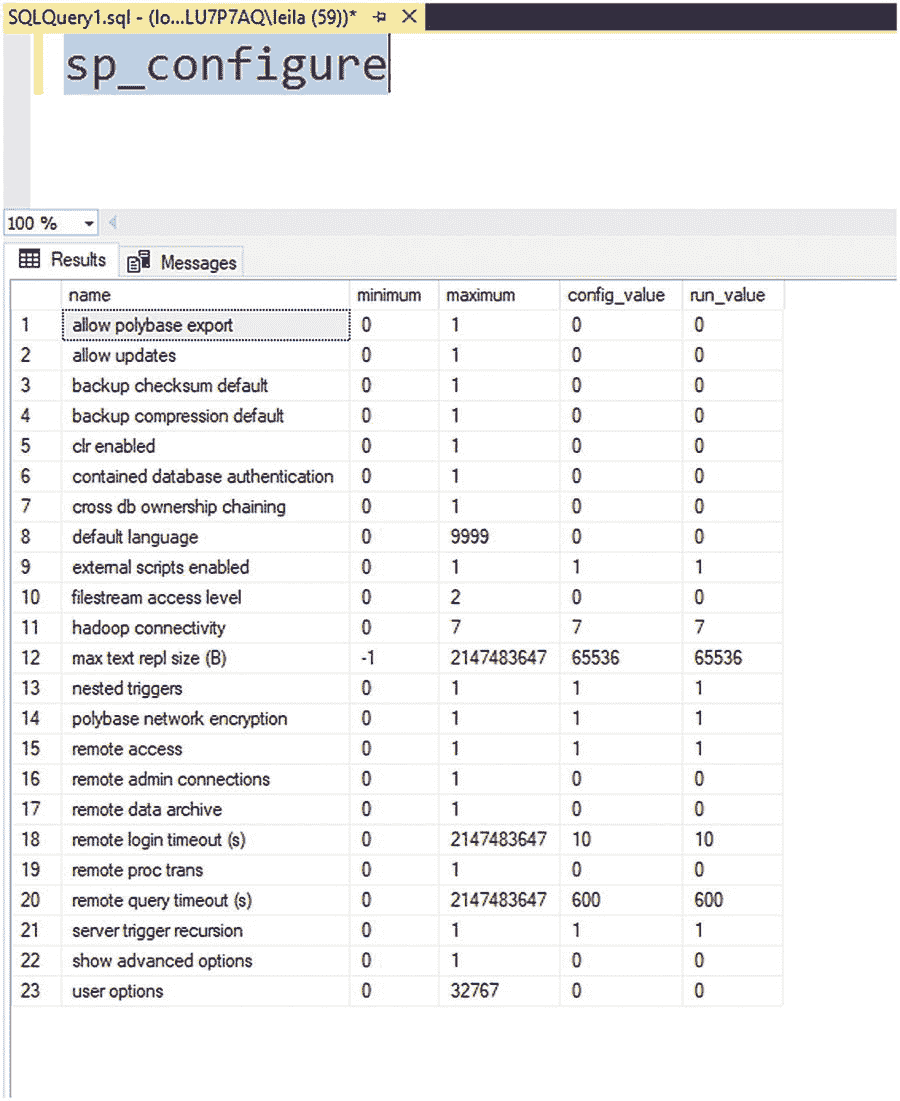 SQLQuery1.sql - (lo...LU7P7AQ\leila (59))*
sp_configure
100 %
Results Messages
name minimum maximum config_value run_value
1 allow polybase export 0 1 0 0
2 allow updates 0 1 0 0
3 backup checksum default 0 1 0 0
4 backup compression default 0 1 0 0
5 clr enabled 0 1 0 0
6 contained database authentication 0 1 0 0
7 cross db ownership chaining 0 1 0 0
8 default language 0 9999 0 0
9 external scripts enabled 0 1 1 1
10 filestream access level 0 2 0 0
11 hadoop connectivity 0 7 7 7
12 max text repl size (B) -1 2147483647 65536 65536
13 nested triggers 0 1 1 1
14 polybase network encryption 0 1 1 1
15 remote access 0 1 1 1
16 remote admin connections 0 1 0 0
17 remote data archive 0 1 0 0
18 remote login timeout (s) 0 2147483647 10 10
19 remote proc trans 0 1 0 0
20 remote query timeout (s) 0 2147483647 600 600
21 server trigger recursion 0 1 1 1
22 show advanced options 0 1 0 0
23 user options 0 32767 0 0